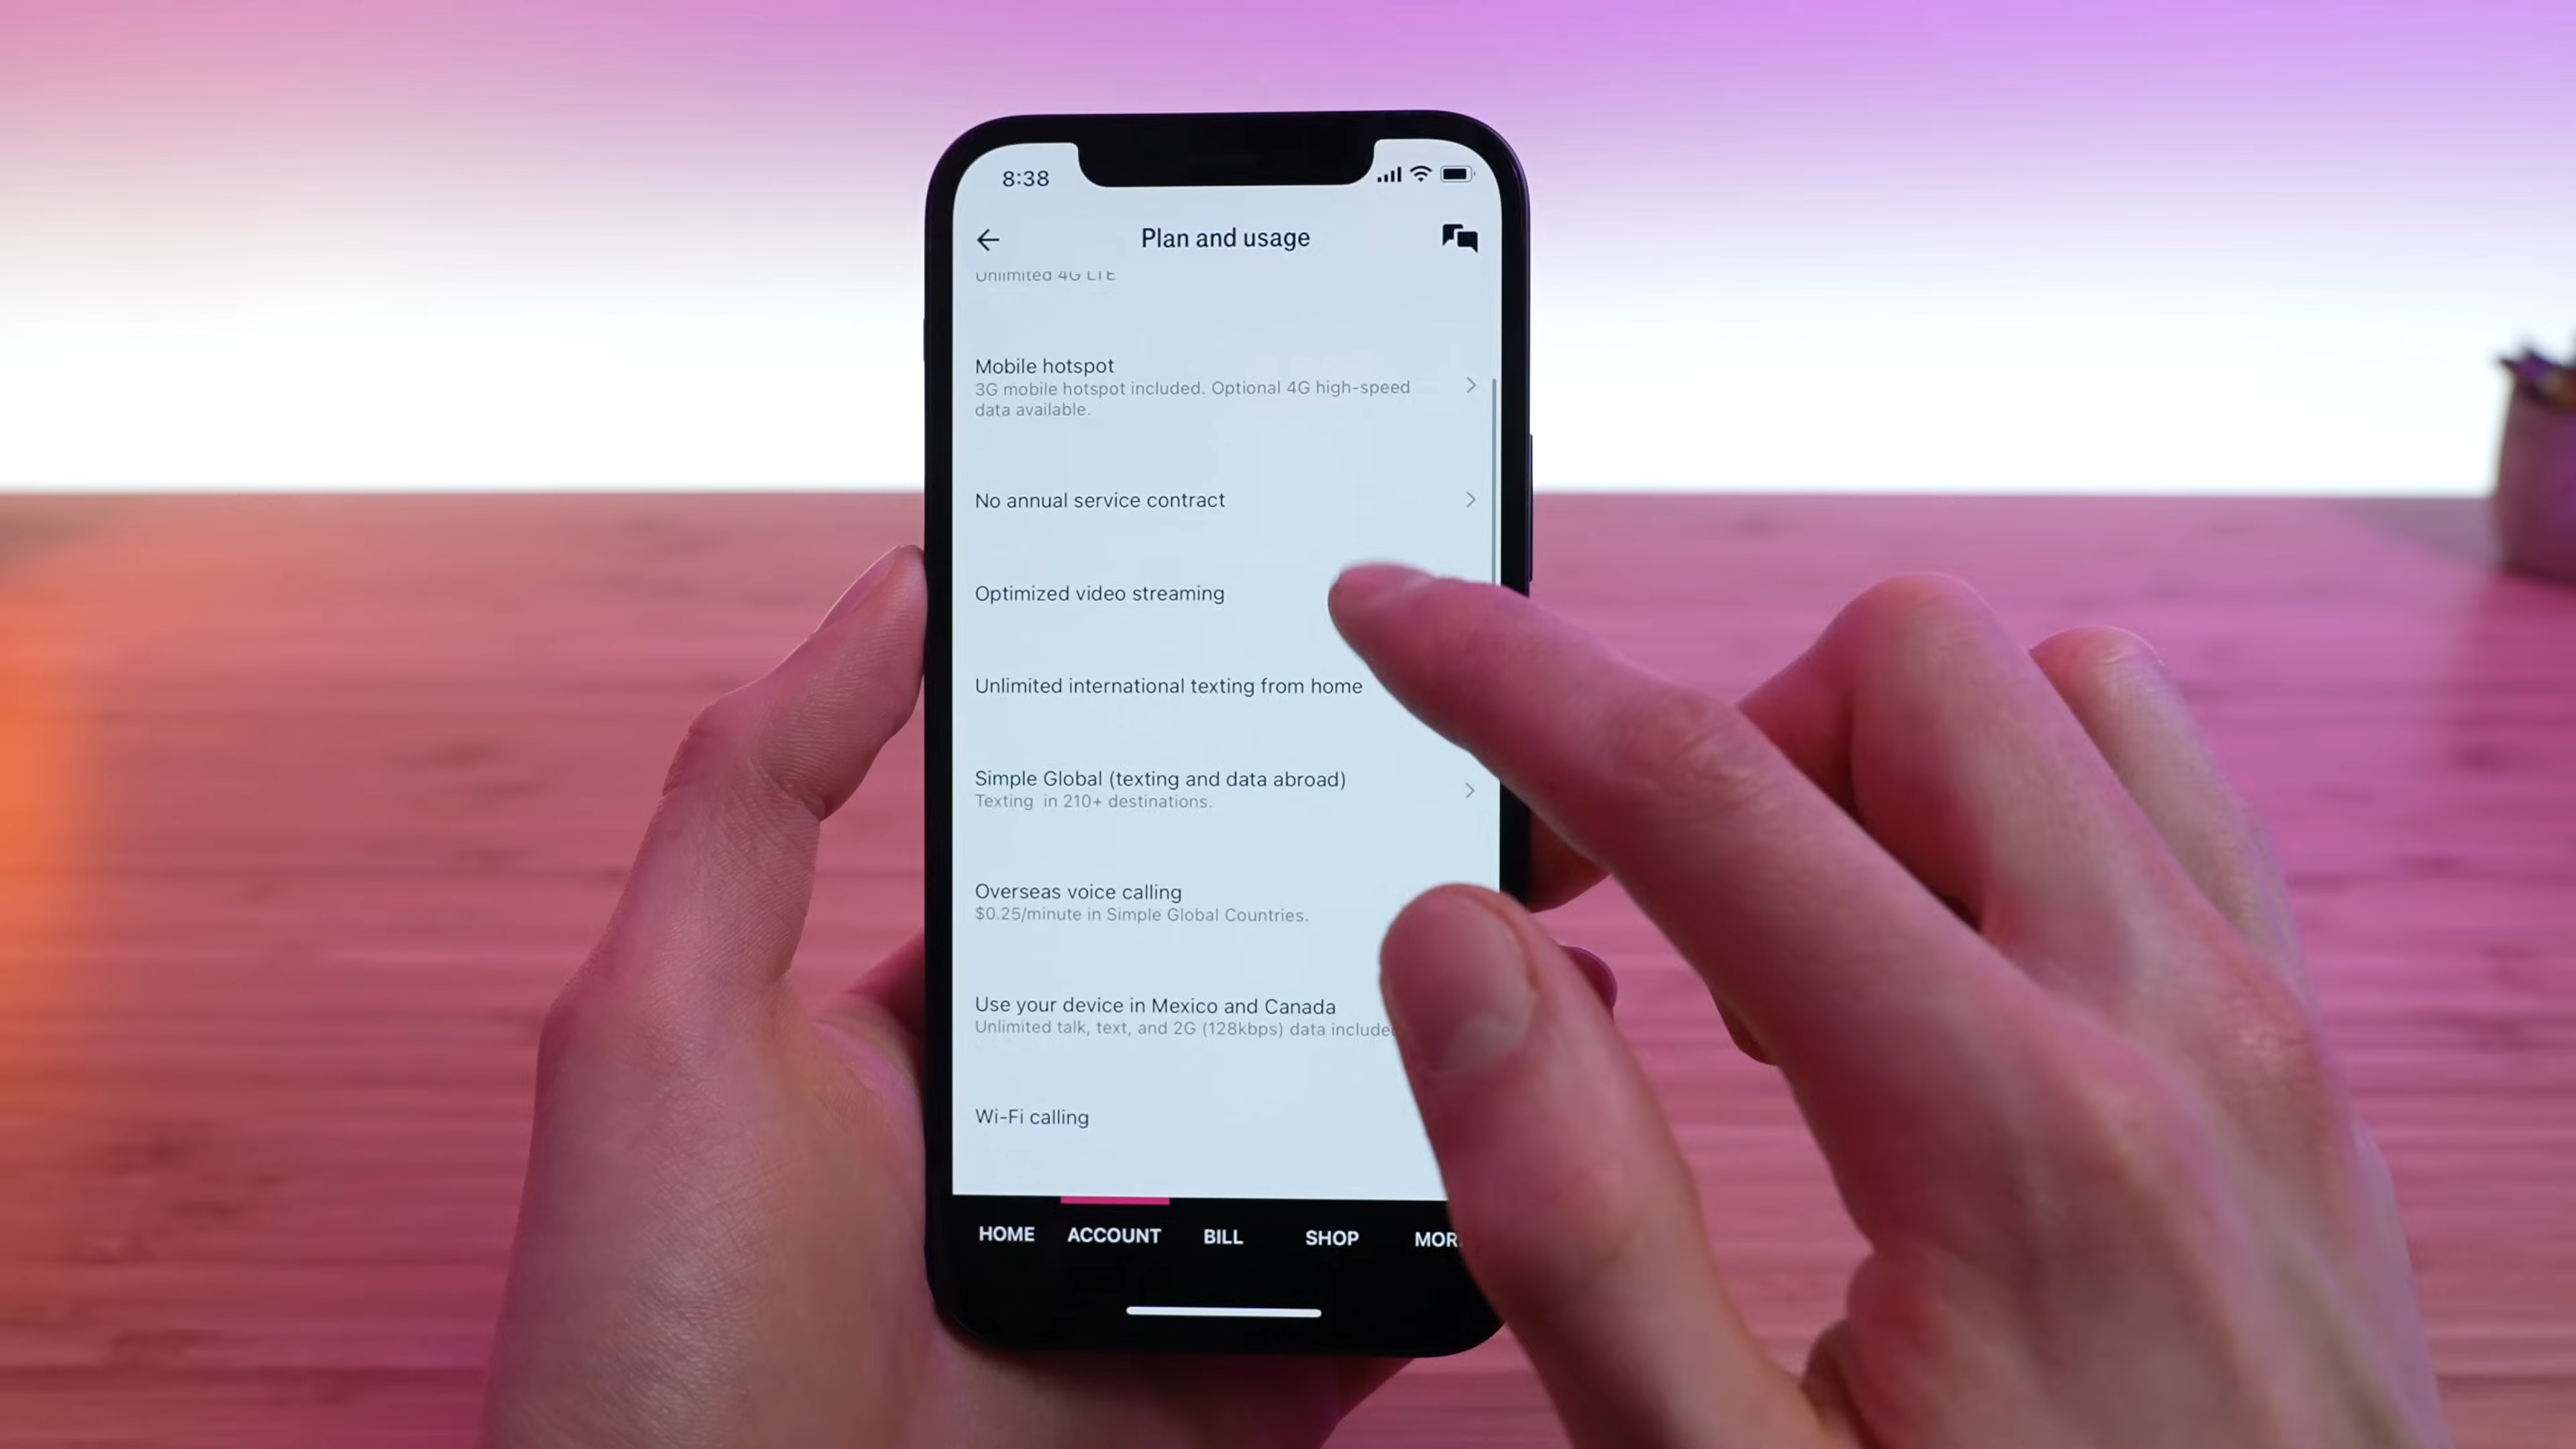 8:38
Plan and usage
Unlimited 4G LTE
Mobile hotspot
3G mobile hotspot included. Optional 4G high-speed
data available.
No annual service contract
Optimized video streaming
Unlimited international texting from home
Simple Global (texting and data abroad)
Texting in 210+ destinations.
Overseas voice calling
$0.25/minute in Simple Global Countries.
Use your device in Mexico and Canada
Unlimited talk, text, and 2G (128kbps) data include
Wi-Fi calling
HOME ACCOUNT BILL SHOP MOR